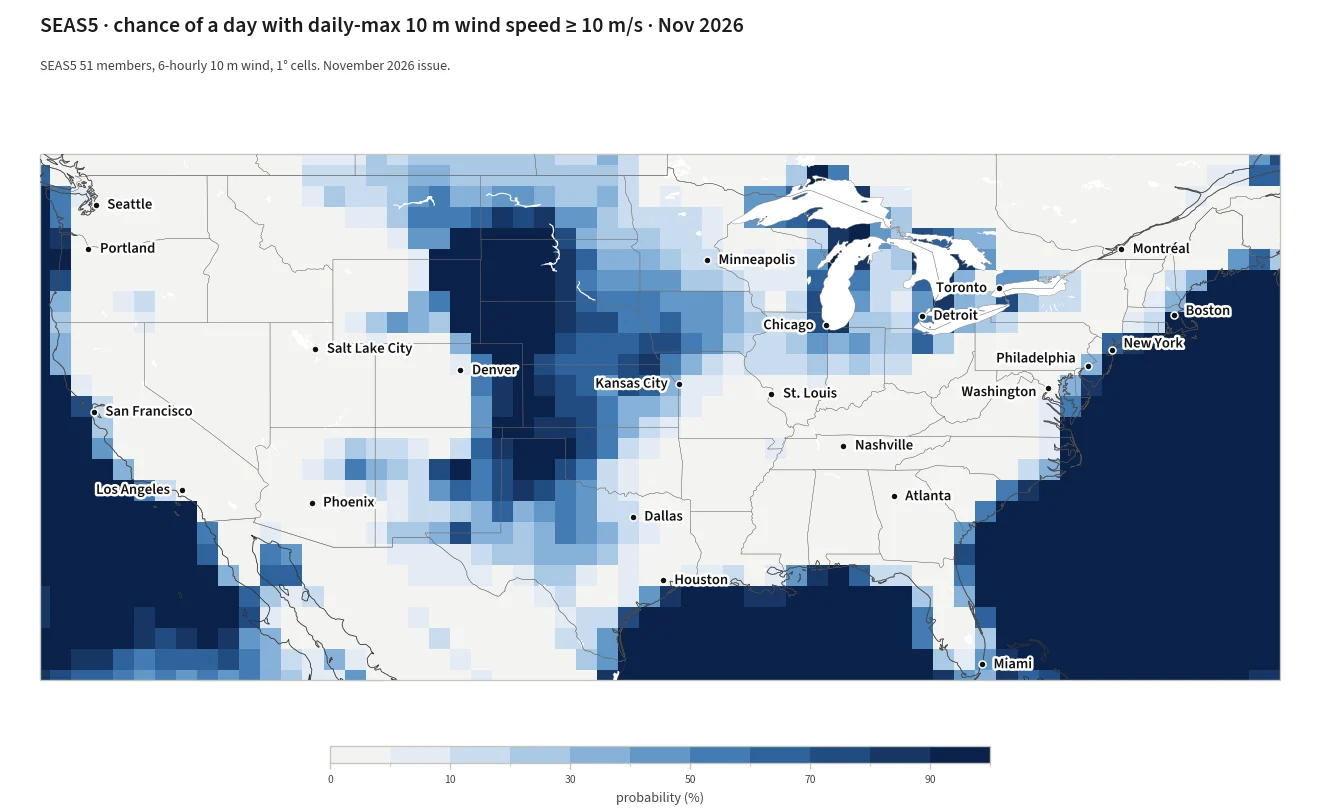 SEAS5 · chance of a day with daily-max 10 m wind speed ≥ 10 m/s · Nov 2026
SEAS5 51 members, 6-hourly 10 m wind, 1° cells. November 2026 issue.
Seattle
Portland
Montréal
Minneapolis
Toronto
Boston
Detroit
Chicago
New York
Salt Lake City
Philadelphia
Denver
Kansas City
Washington
St. Louis
San Francisco
Nashville
Los Angeles
Atlanta
Phoenix
Dallas
Houston
Miami
0 10 30 50 70 90
probability (%)